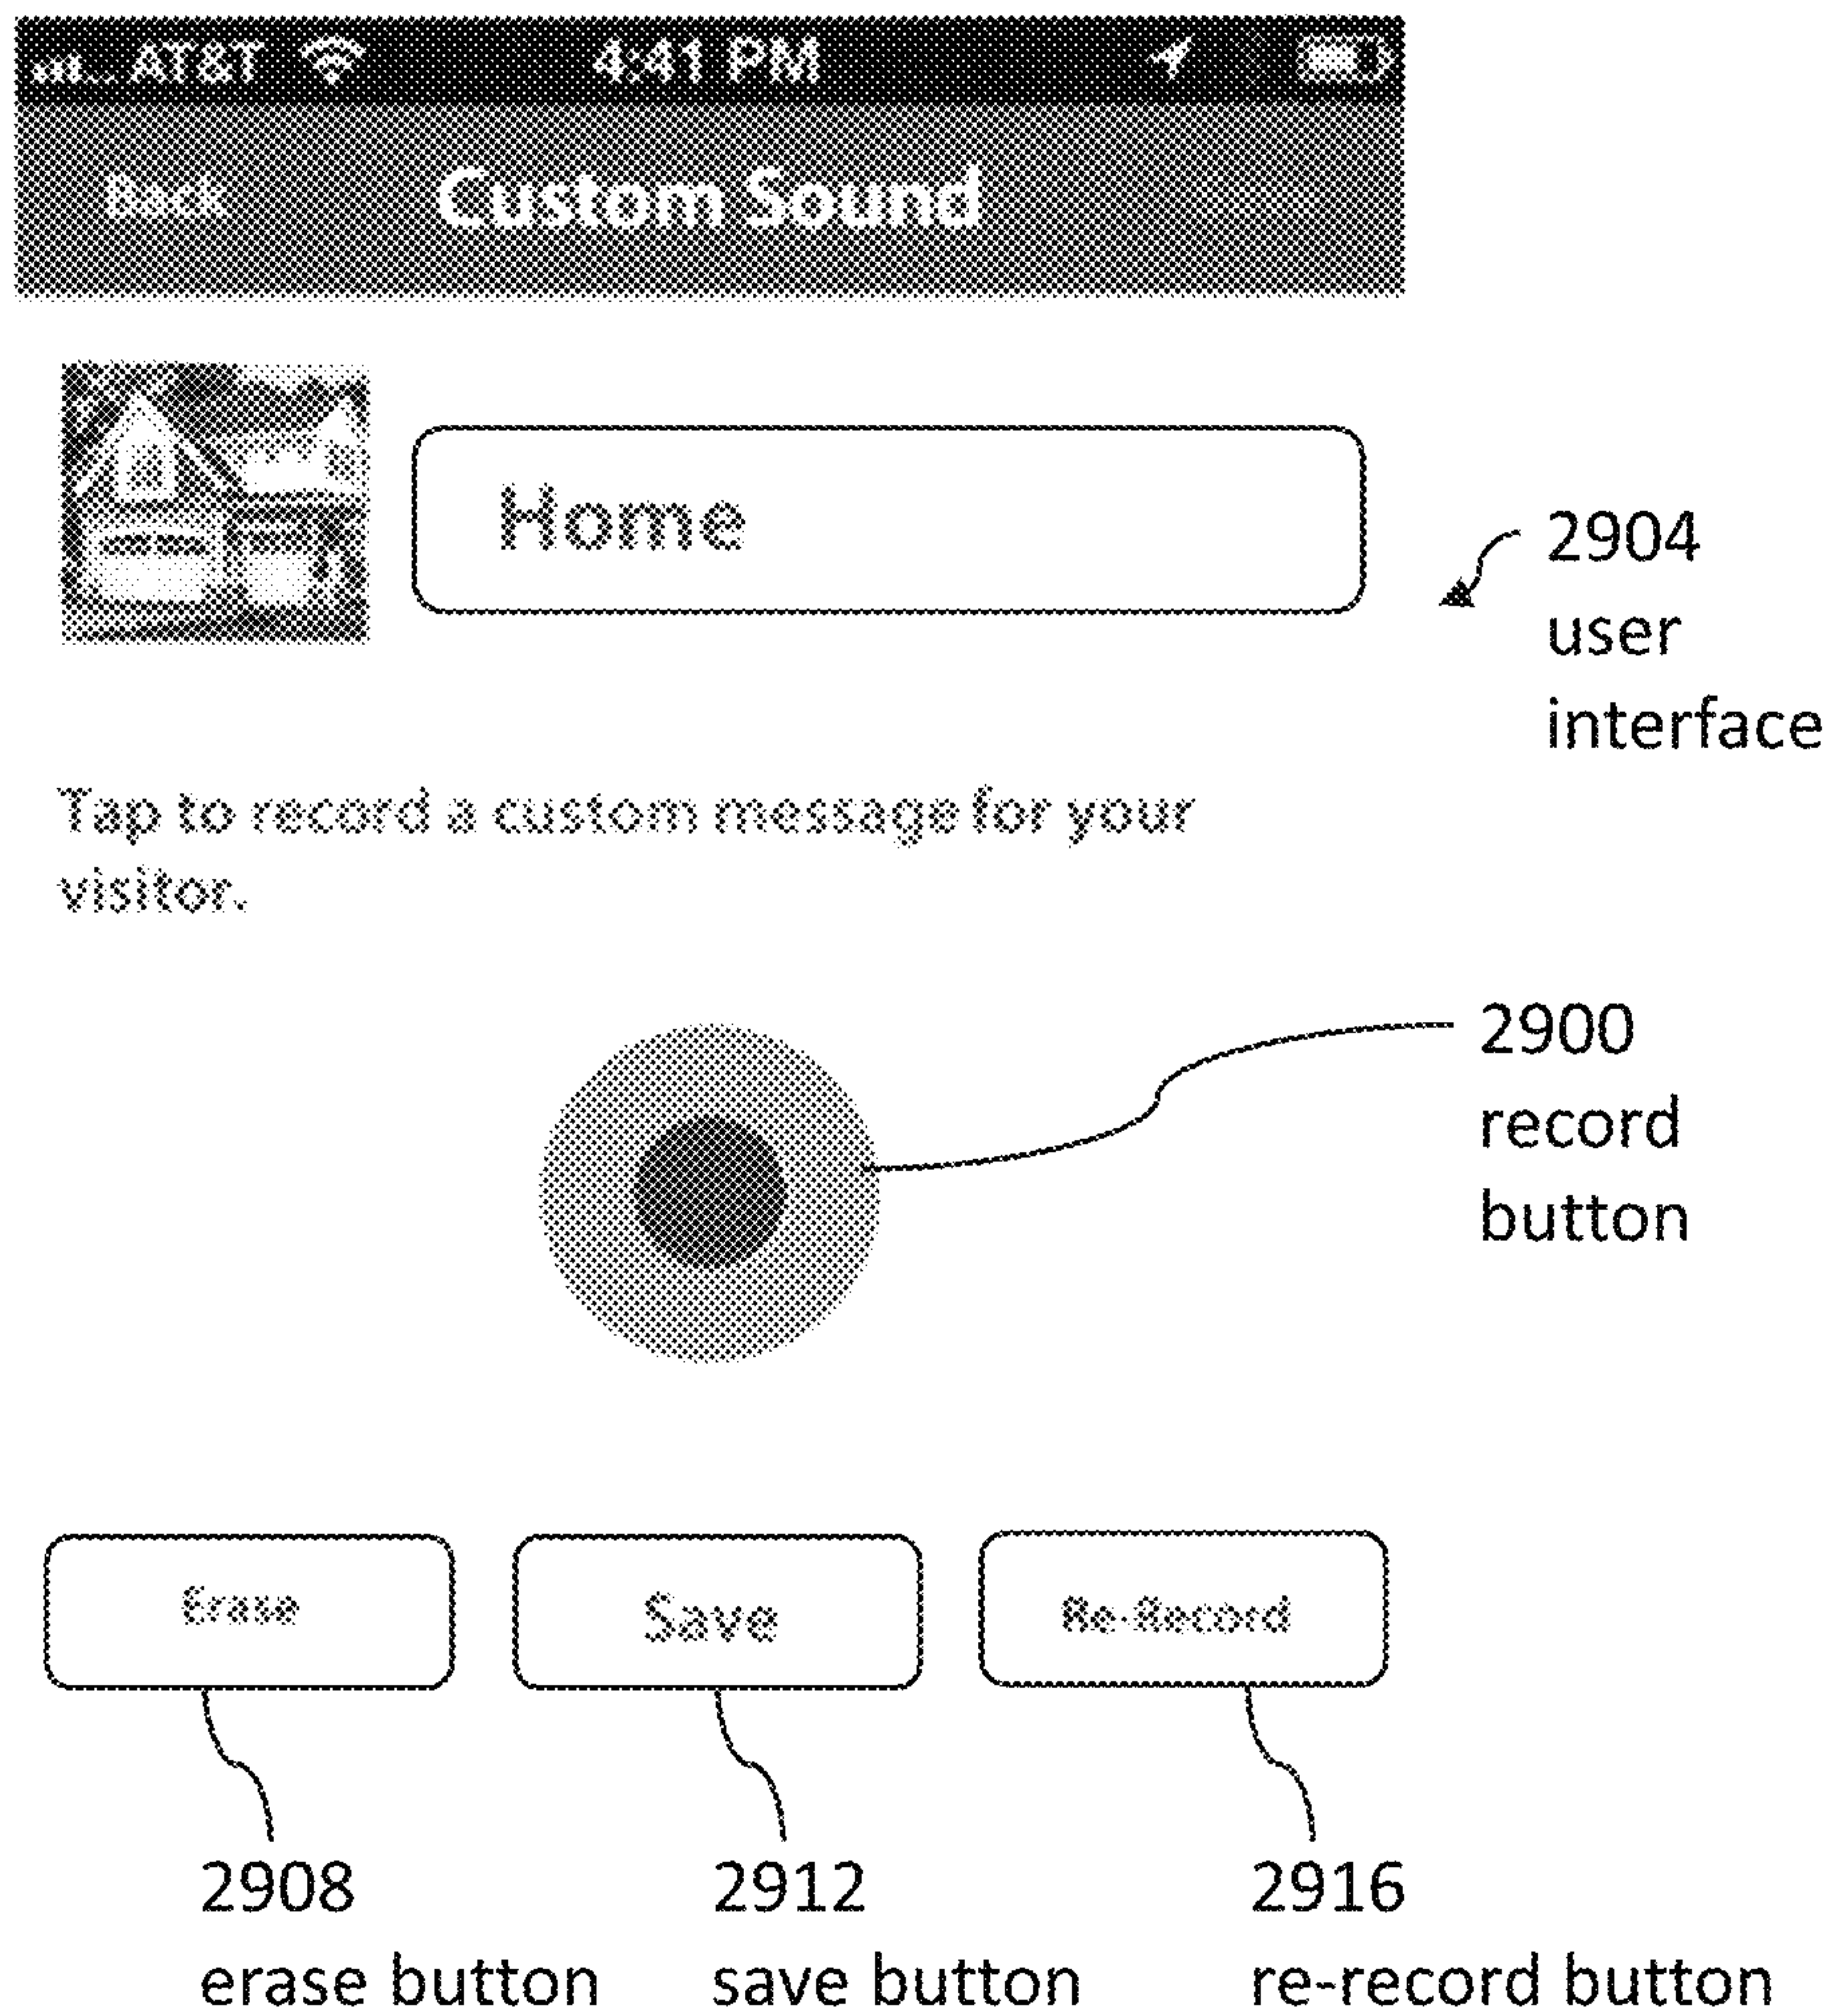 AT&T 4:41 PM
Back Custom Sound
Home
2904
user
interface
Tap to record a custom message for your
visitor.
2900
record
button
Erase Save Re-Record
2908 2912 2916
erase button save button re-record button